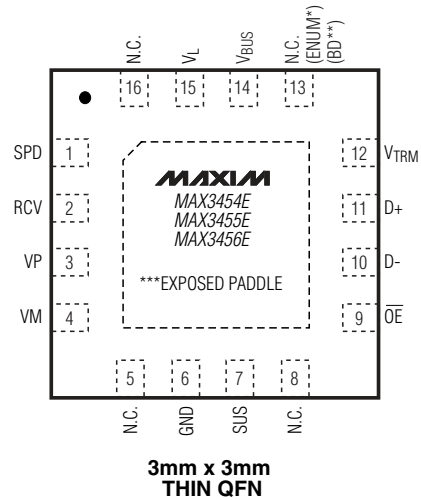 N.C.
VL
VBUS
N.C.
(ENUM*)
(BD**)
16
15
14
13
SPD 1
12 VTRM
RCV 2
11 D+
VP 3
10 D-
VM 4
9 OE
MAXIM
MAX3454E
MAX3455E
MAX3456E
***EXPOSED PADDLE
5
6
7
8
N.C.
GND
SUS
N.C.
3mm x 3mm
THIN QFN